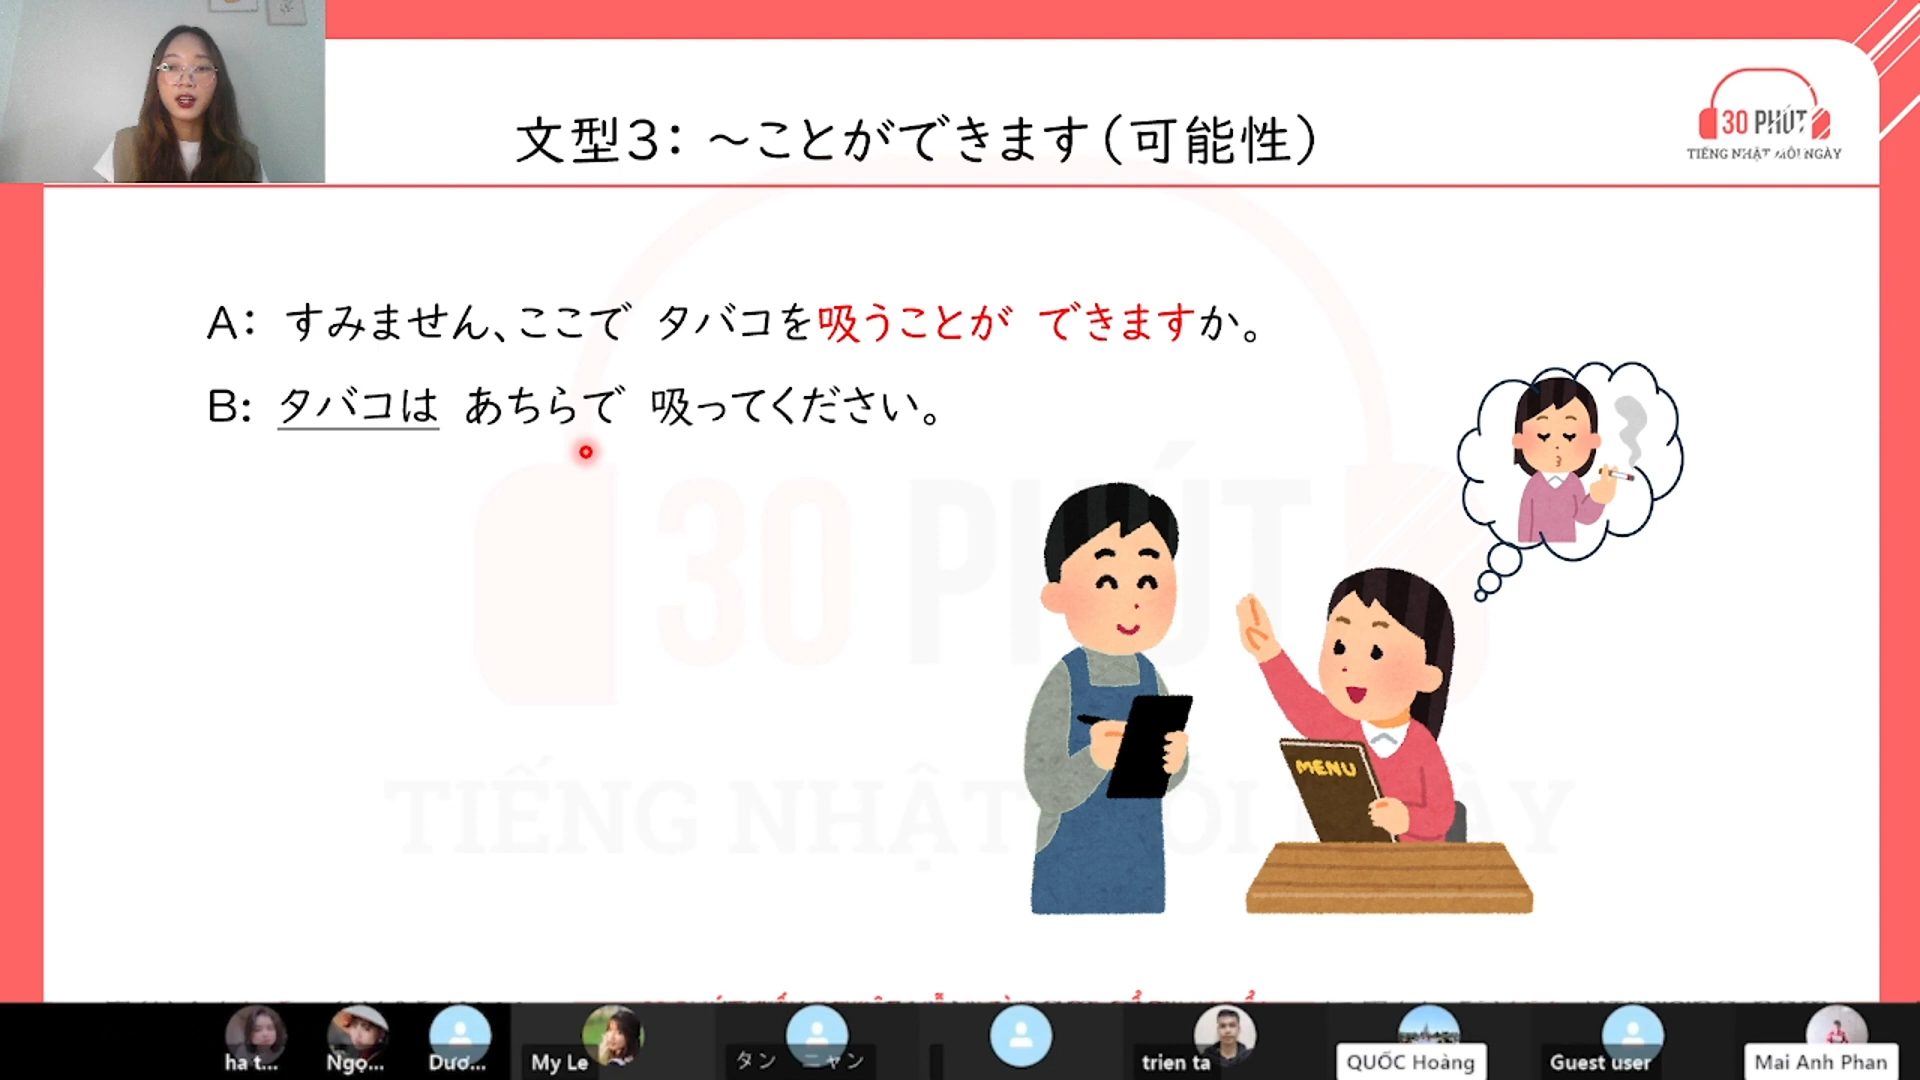 文型3：～ことができます（可能性）
30 PHÚT
TIẾNG NHẬT MỖI NGÀY
A： すみません、ここで タバコを吸うことが できますか。
B： タバコは あちらで 吸ってください。
MENU
30 PHÚT
ha t...
Ngọ...
Dươ...
My Le
タン ニャン
trien ta
QUỐC Hoàng
Guest user
Mai Anh Phan